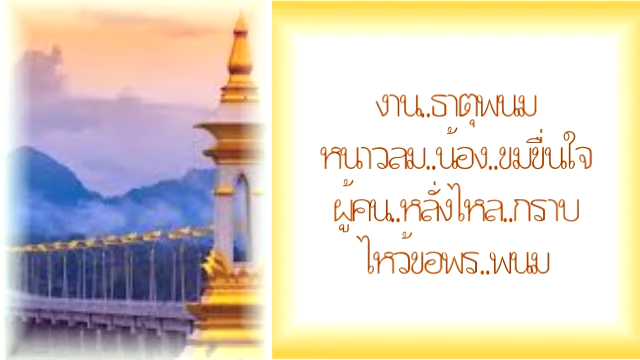 งาน..ธาตุพนม
หนาวลม..น้อง..ขมขื่นใจ
ผู้คน..หลั่งไหล..กราบ
ไหว้ขอพร..พนม